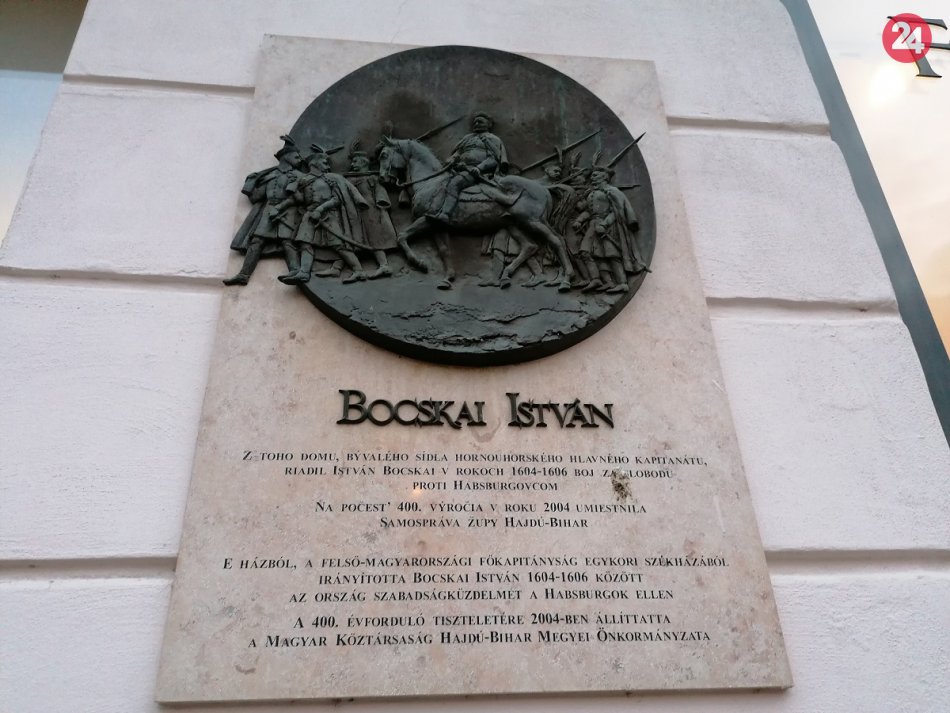 24
BOCSKAI ISTVÁN
Z TOHO DOMU, BÝVALÉHO SÍDLA HORNOUHORSKÉHO HLAVNÉHO KAPITANÁTU,
RIADIL ISTVÁN BOCSKAI V ROKOCH 1604-1606 BOJ ZA SLOBODU
PROTI HABSBURGOVCOM
NA POČESŤ 400. VÝROČIA V ROKU 2004 UMIESTNILA
SAMOSPRÁVA ŽUPY HAJDÚ-BIHAR
E HÁZBÓL, A FELSŐ-MAGYARORSZÁGI FŐKAPITÁNYSÁG EGYKORI SZÉKHÁZÁBÓL
IRÁNYÍTOTTA BOCSKAI ISTVÁN 1604-1606 KÖZÖTT
AZ ORSZÁG SZABADSÁGKÜZDELMÉT A HABSBURGOK ELLEN
A 400. ÉVFORDULÓ TISZTELETÉRE 2004-BEN ÁLLÍTTATTA
A MAGYAR KÖZTÁRSASÁG HAJDÚ-BIHAR MEGYEI ÖNKORMÁNYZATA